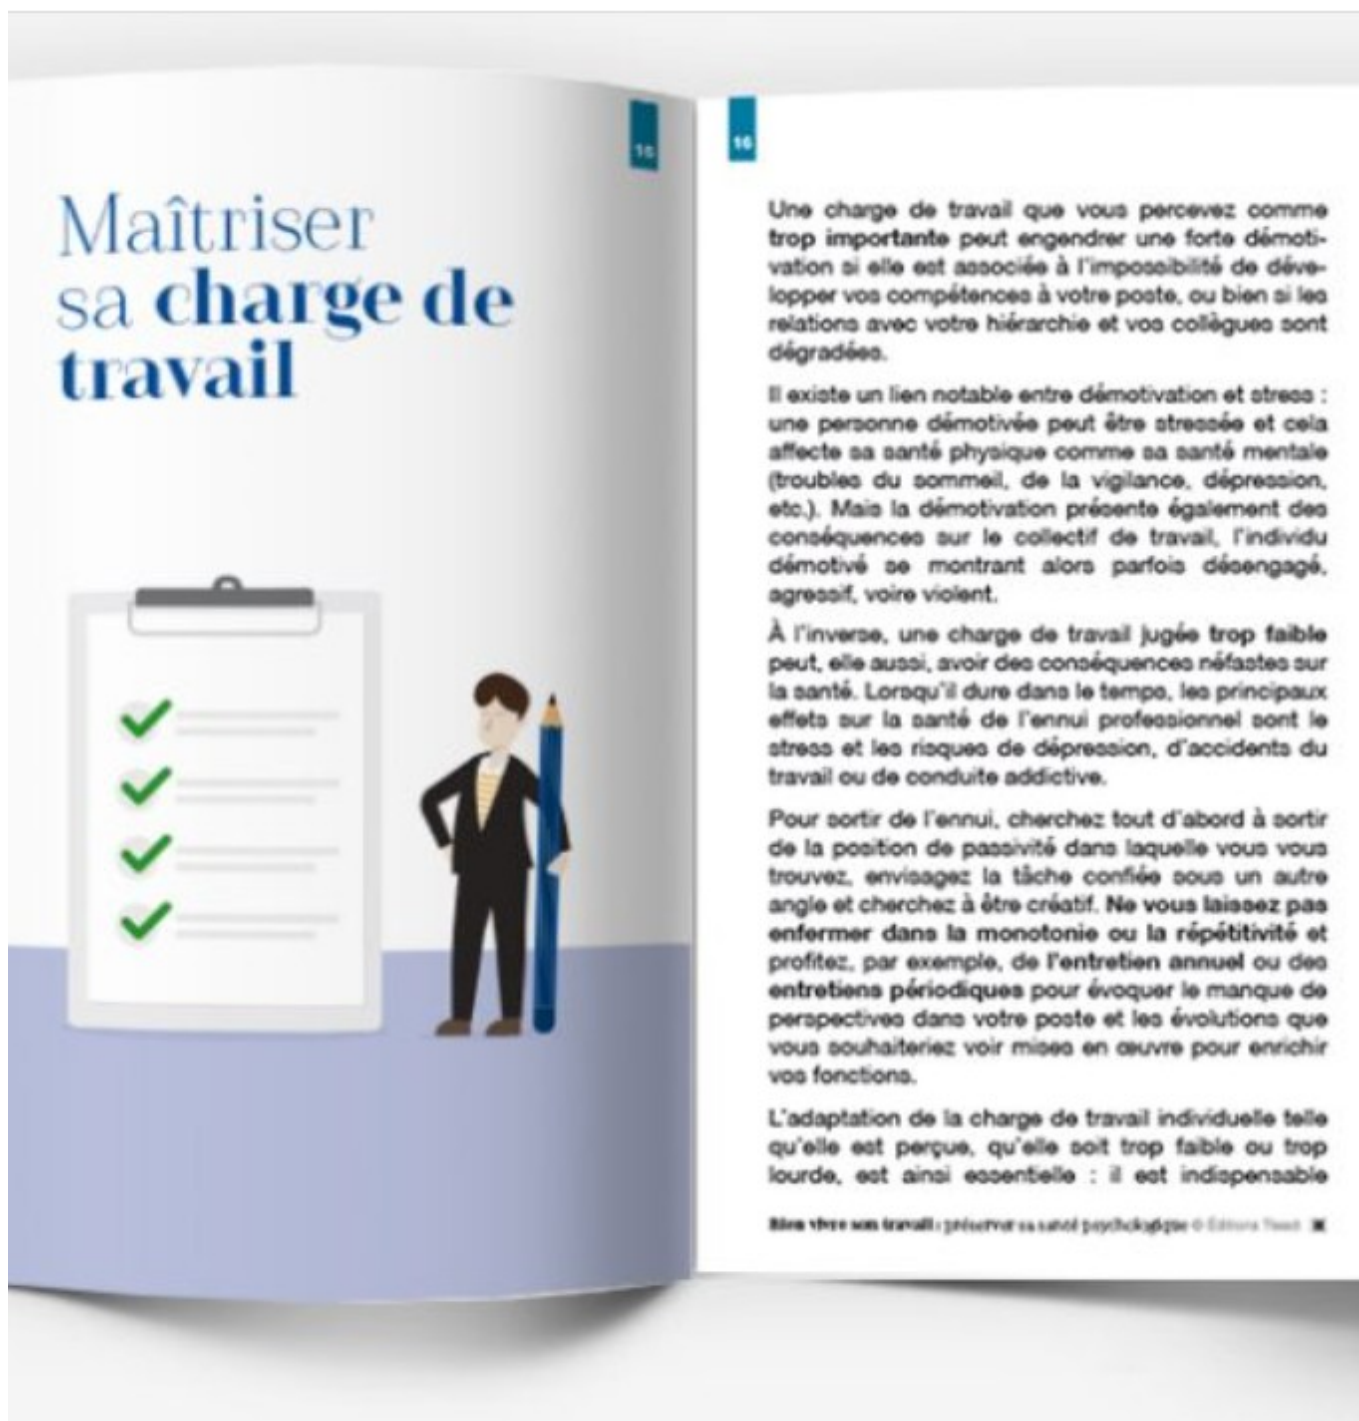 16
Maîtriser
sa charge de
travail
16
Une charge de travail que vous percevez comme
trop importante peut engendrer une forte démoti-
vation si elle est associée à l'impossibilité de déve-
lopper vos compétences à votre poste, ou bien si les
relations avec votre hiérarchie et vos collègues sont
dégradées.
Il existe un lien notable entre démotivation et stress :
une personne démotivée peut être stressée et cela
affecte sa santé physique comme sa santé mentale
(troubles du sommeil, de la vigilance, dépression,
etc.). Mais la démotivation présente également des
conséquences sur le collectif de travail, l'individu
démotivé se montrant alors parfois désengagé,
agressif, voire violent.
À l'inverse, une charge de travail jugée trop faible
peut, elle aussi, avoir des conséquences néfastes sur
la santé. Lorsqu'il dure dans le temps, les principaux
effets sur la santé de l'ennui professionnel sont le
stress et les risques de dépression, d'accidents du
travail ou de conduite addictive.
Pour sortir de l'ennui, cherchez tout d'abord à sortir
de la position de passivité dans laquelle vous vous
trouvez, envisagez la tâche confiée sous un autre
angle et cherchez à être créatif. Ne vous laissez pas
enfermer dans la monotonie ou la répétitivité et
profitez, par exemple, de l'entretien annuel ou des
entretiens périodiques pour évoquer le manque de
perspectives dans votre poste et les évolutions que
vous souhaiteriez voir mises en œuvre pour enrichir
vos fonctions.
L'adaptation de la charge de travail individuelle telle
qu'elle est perçue, qu'elle soit trop faible ou trop
lourde, est ainsi essentielle : il est indispensable
Bien vivre son travail : préserver sa santé psychologique © Éditions Tissot